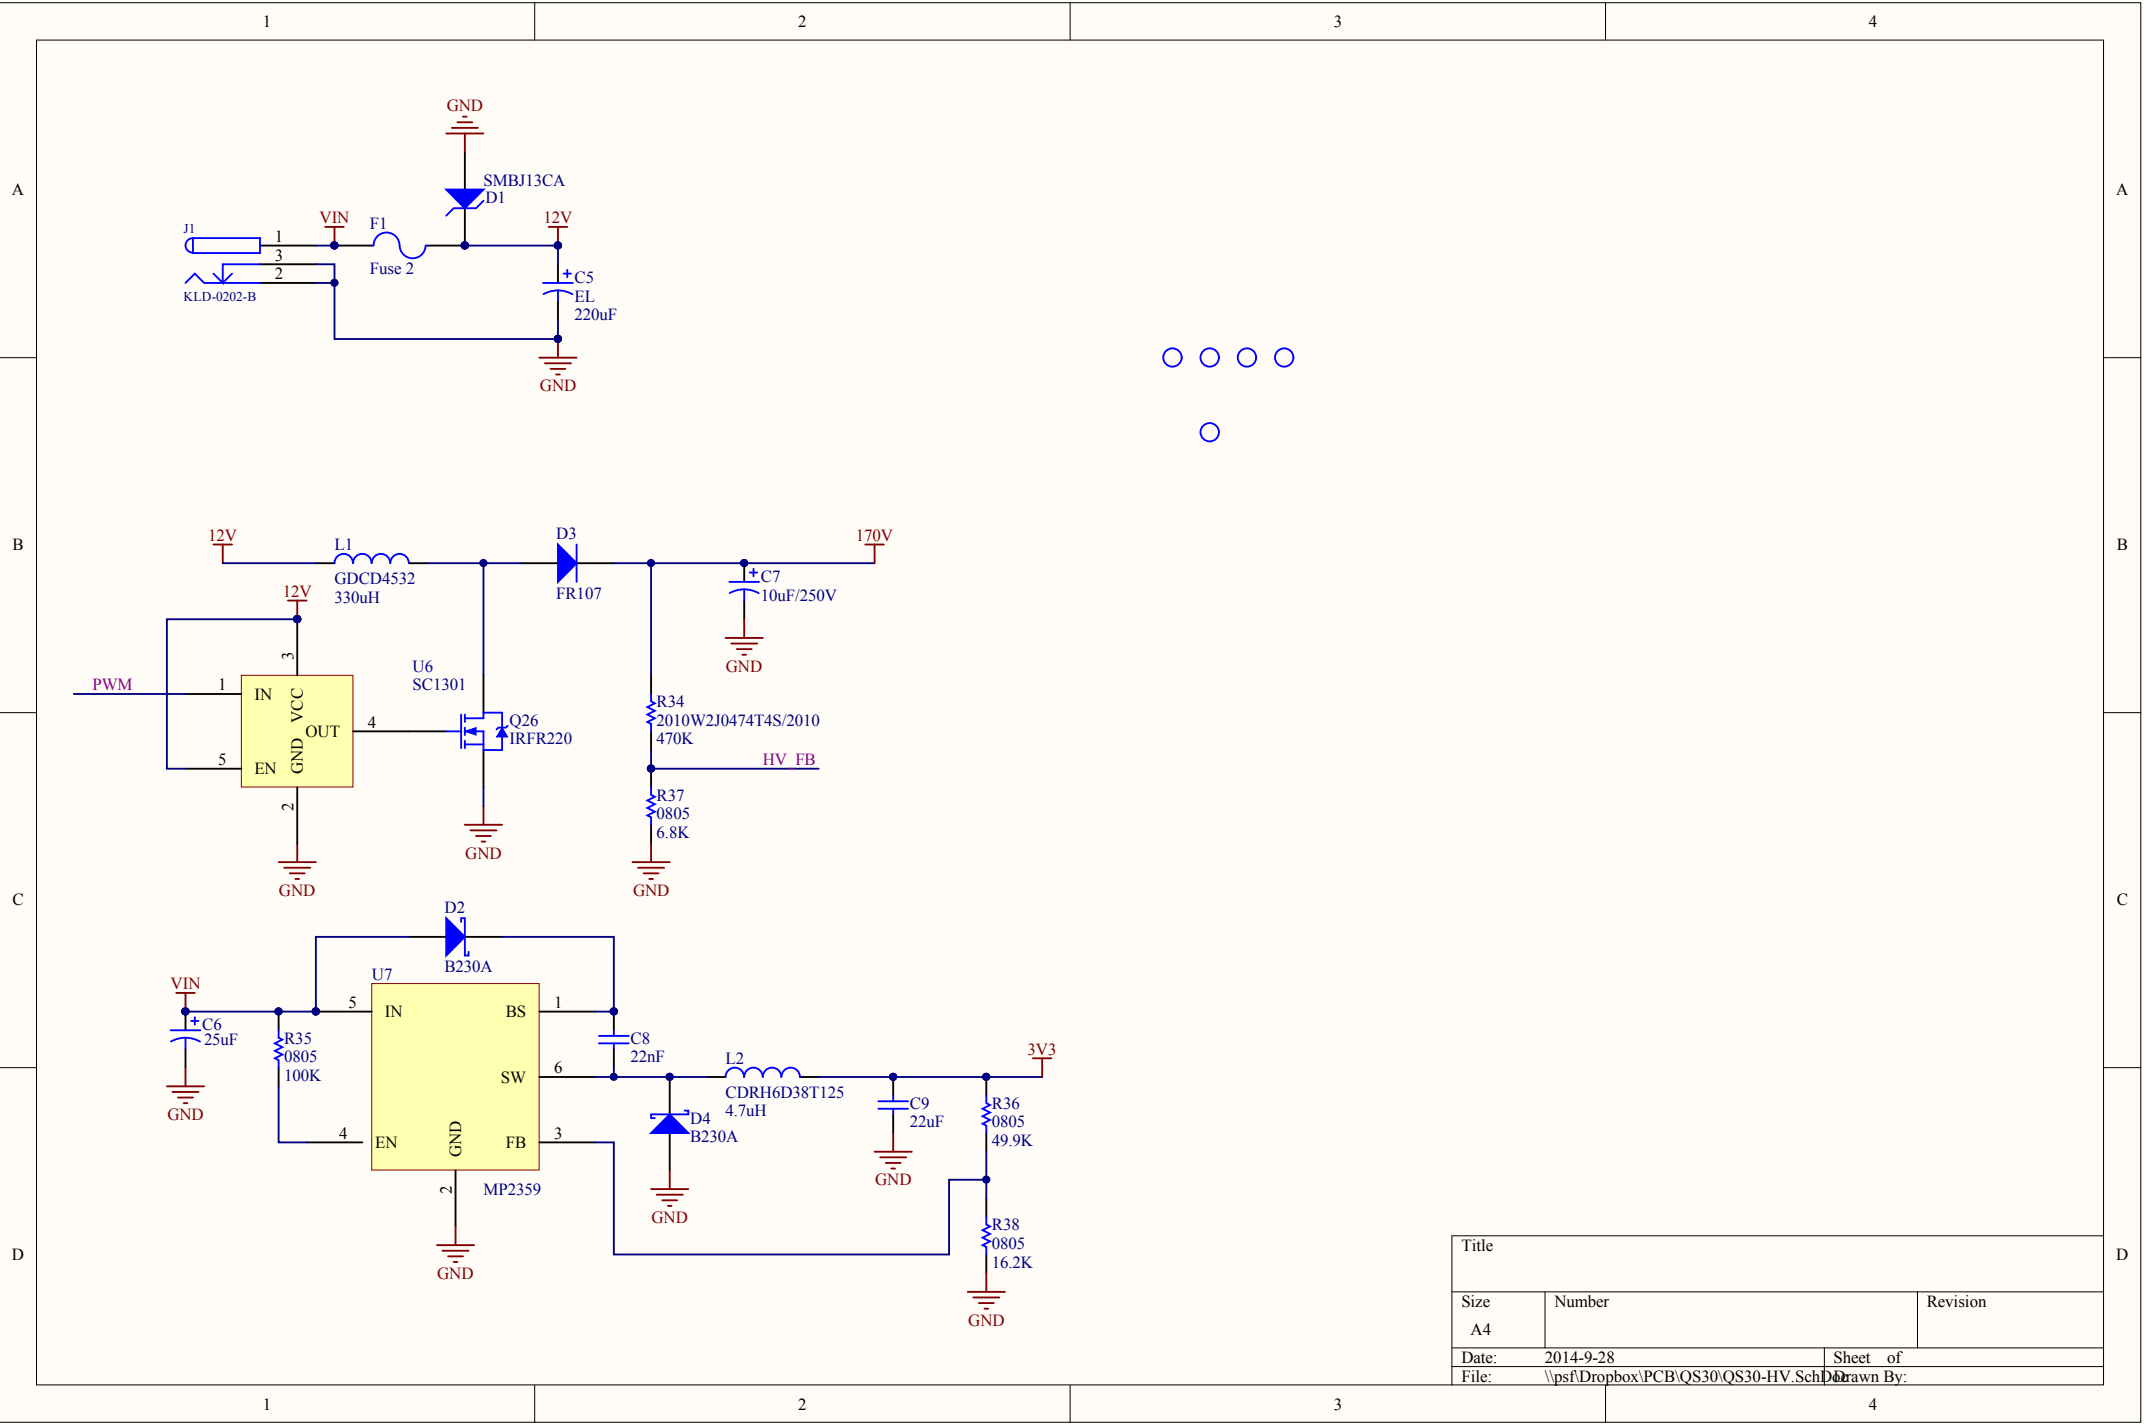 1 2 3 4
GND
A A
SMBJ13CA
D1
VIN
F1
12V
J1
1
3
2
Fuse 2
KLD-0202-B
+
C5
EL
220uF
GND
B B
12V
L1
GDCD4532
330uH
D3
FR107
170V
+
C7
10uF/250V
GND
12V
3
PWM
1
IN
VCC
OUT
4
GND
5
EN
2
GND
U6
SC1301
Q26
IRFR220
GND
R34
2010W2J0474T4S/2010
470K
HV_FB
R37
0805
6.8K
GND
C C
D2
B230A
U7
VIN
+
C6
25uF
GND
R35
0805
100K
5
IN
BS
1
SW
6
4
EN
GND
FB
3
2
MP2359
GND
C8
22nF
L2
CDRH6D38T125
4.7uH
D4
B230A
GND
3V3
C9
22uF
GND
R36
0805
49.9K
R38
0805
16.2K
GND
D D
Title
Size
Number
Revision
A4
Date:
2014-9-28
Sheet of
File:
\\psf\Dropbox\PCB\QS30\QS30-HV.SchDoc
Drawn By:
1 2 3 4